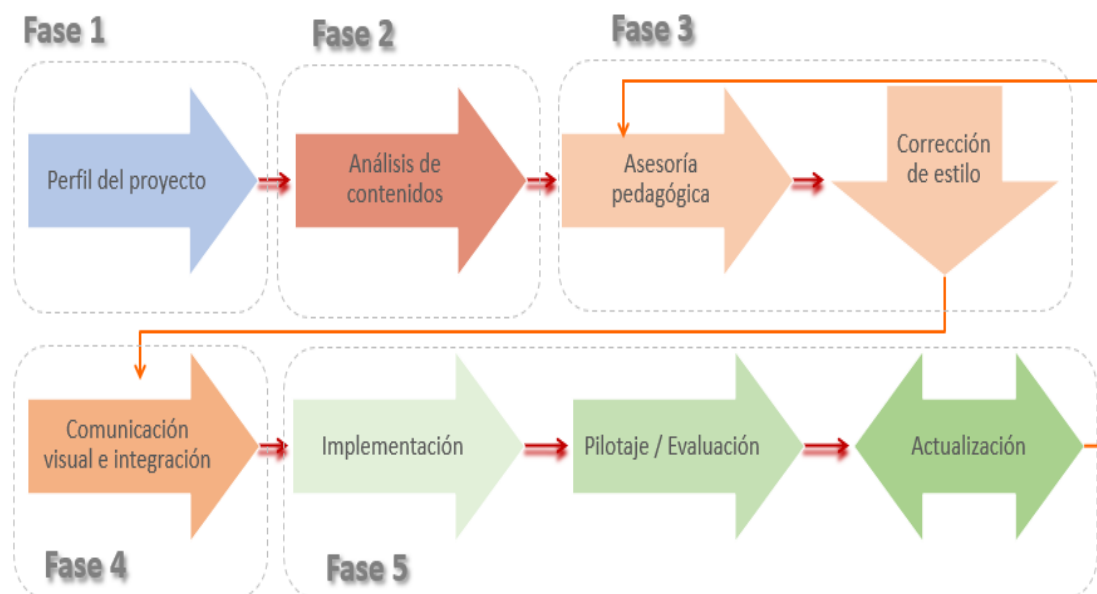 Fase 1
Fase 2
Fase 3
Perfil del proyecto
Análisis de
contenidos
Asesoría
pedagógica
Corrección
de estilo
Comunicación
visual e integración
Implementación
Pilotaje / Evaluación
Actualización
Fase 4
Fase 5